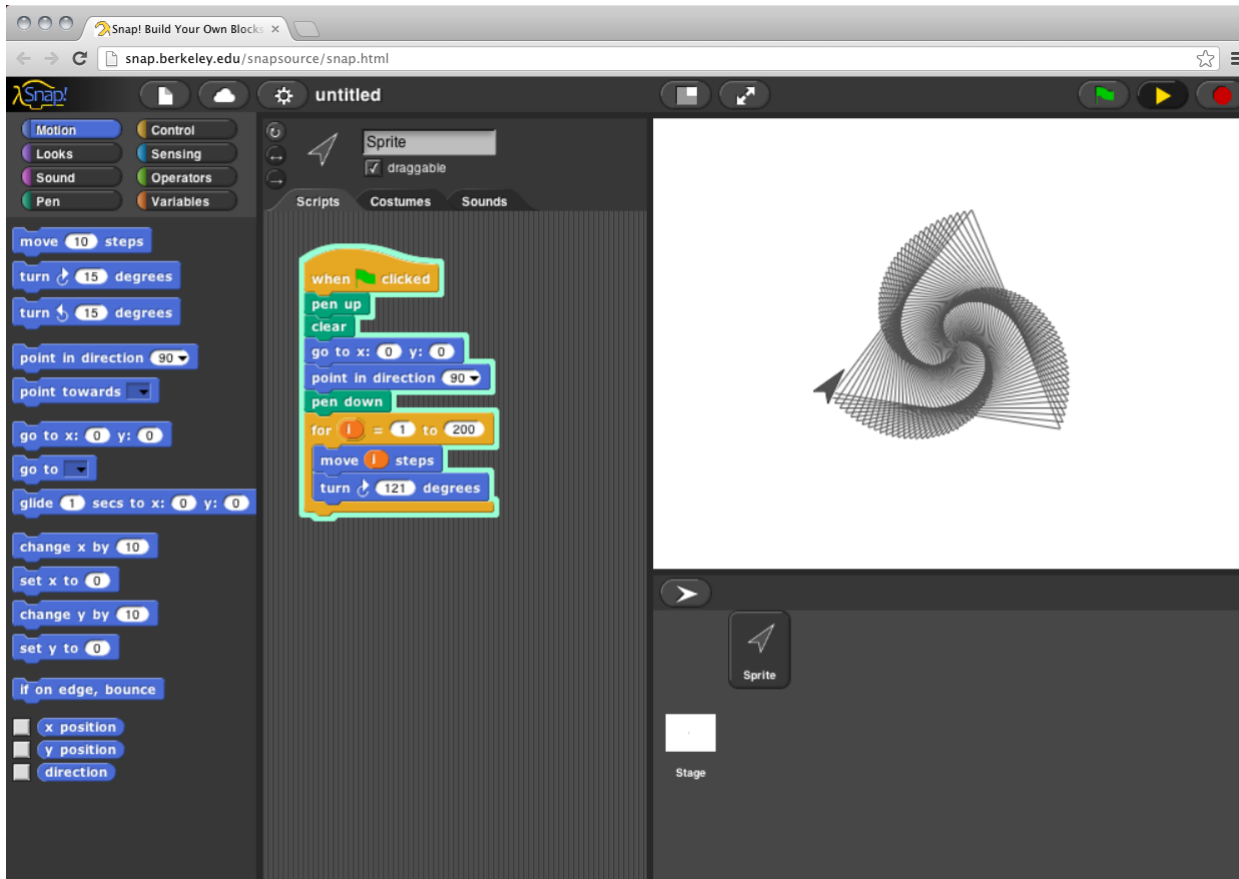 Snap! Build Your Own Blocks
snap.berkeley.edu/snapsource/snap.html
λSnap!
untitled
Motion
Control
Looks
Sensing
Sound
Operators
Pen
Variables
Sprite
draggable
Scripts
Costumes
Sounds
move 10 steps
turn 15 degrees
turn 15 degrees
point in direction 90
point towards
go to x: 0 y: 0
go to
glide 1 secs to x: 0 y: 0
change x by 10
set x to 0
change y by 10
set y to 0
if on edge, bounce
x position
y position
direction
when clicked
pen up
clear
go to x: 0 y: 0
point in direction 90
pen down
for i = 1 to 200
move i steps
turn 121 degrees
Sprite
Stage